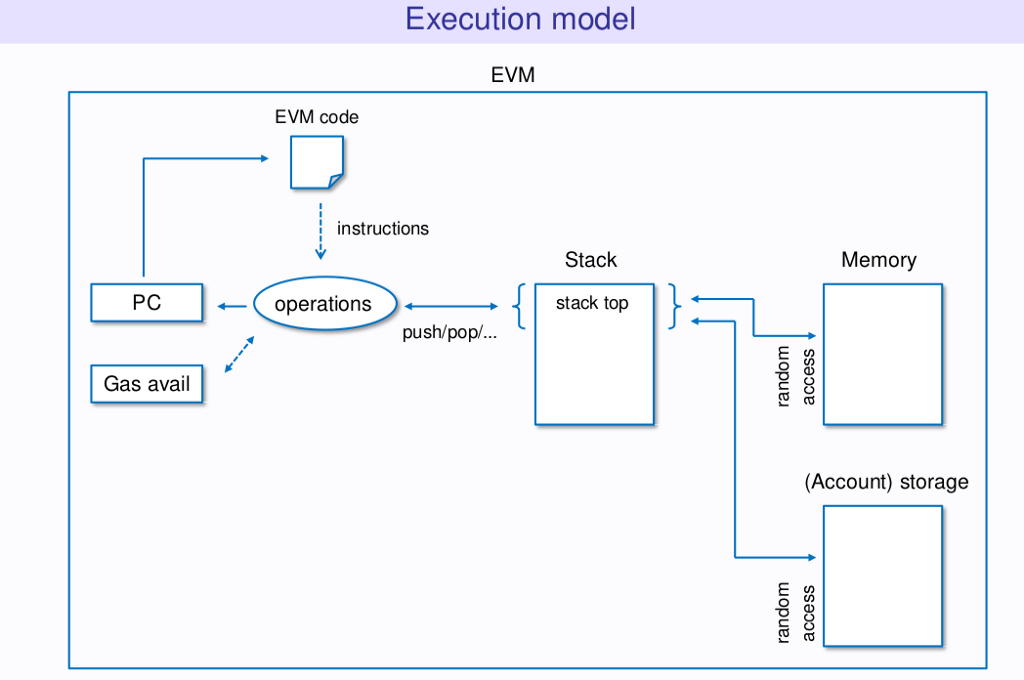 Execution model
EVM
EVM code
instructions
PC
operations
push/pop/...
Gas avail
Stack
stack top
Memory
random
access
(Account) storage
random
access